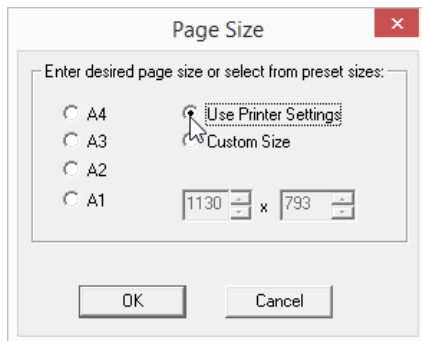 Page Size
Enter desired page size or select from preset sizes:
A4 Use Printer Settings
A3 Custom Size
A2
A1 1130 x 793
OK Cancel